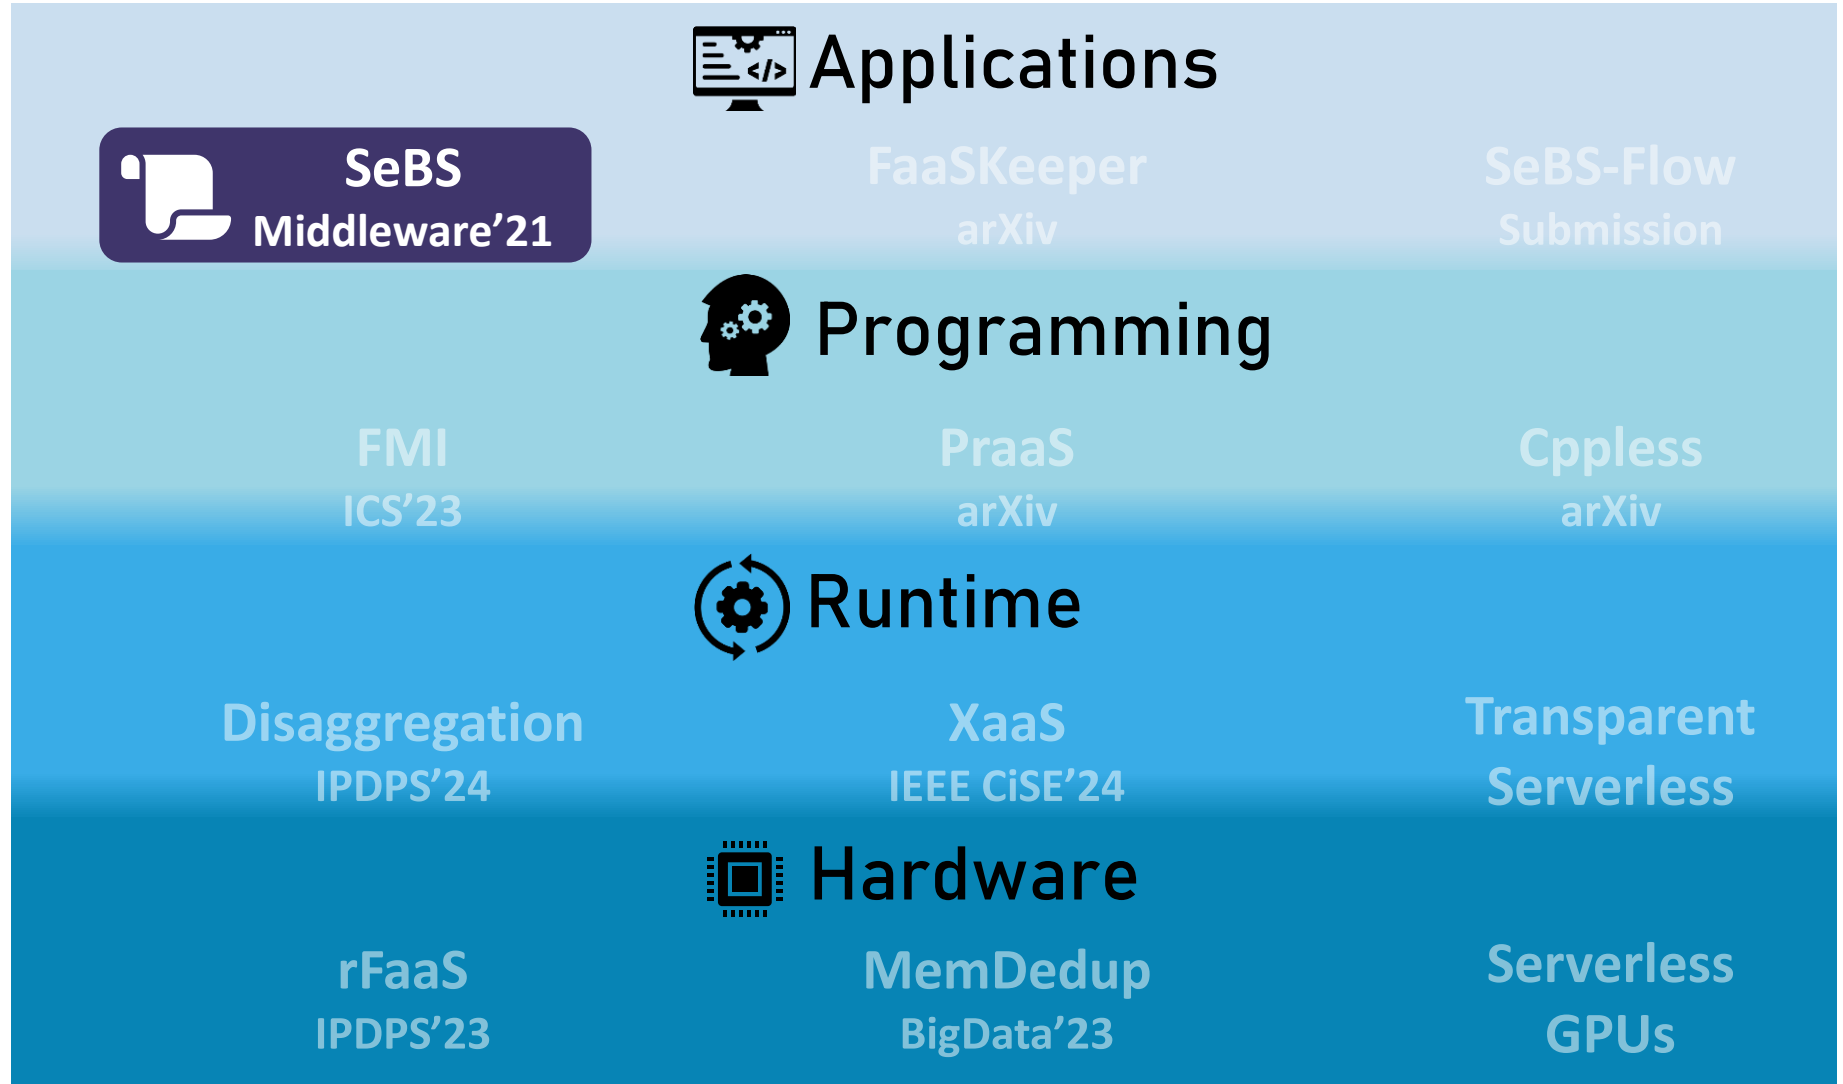 Applications
SeBS
Middleware’21
FaaSKeeper
arXiv
SeBS-Flow
Submission
Programming
FMI
ICS’23
PraaS
arXiv
Cppless
arXiv
Runtime
Disaggregation
IPDPS’24
XaaS
IEEE CiSE’24
Transparent
Serverless
Hardware
rFaaS
IPDPS’23
MemDedup
BigData’23
Serverless
GPUs